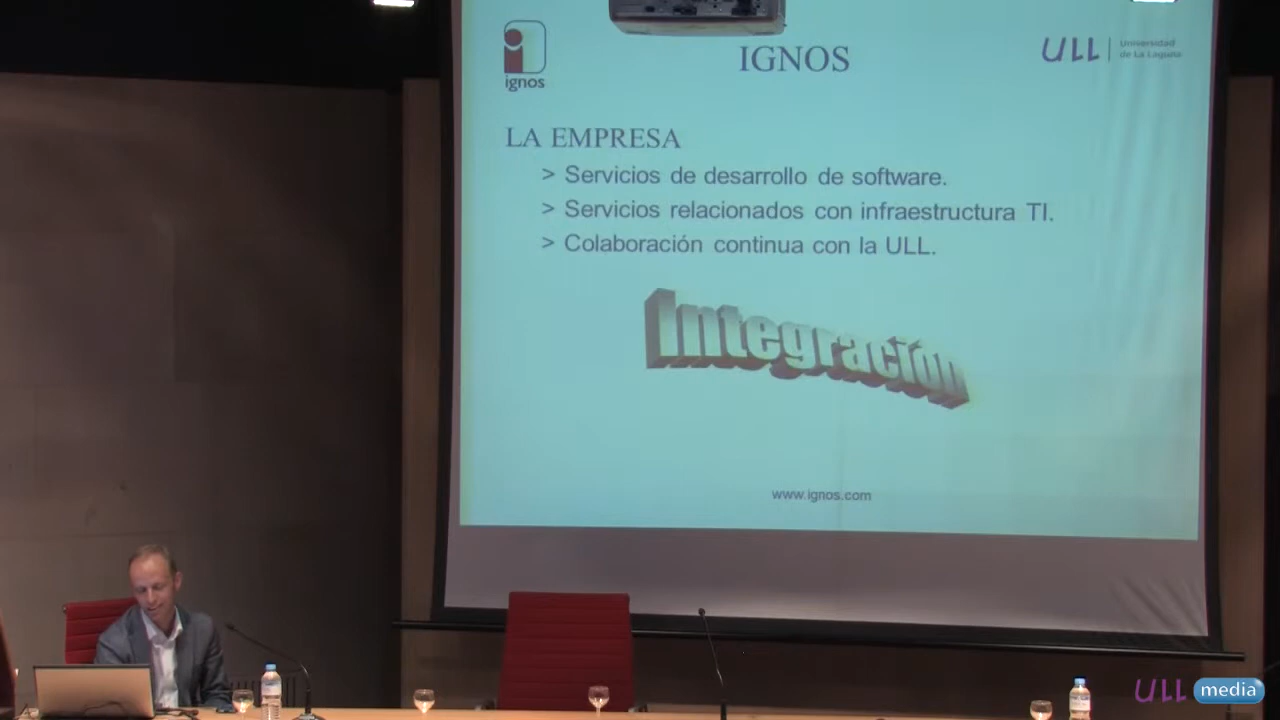 ignos
IGNOS
ULL
Universidad
de La Laguna
LA EMPRESA
> Servicios de desarrollo de software.
> Servicios relacionados con infraestructura TI.
> Colaboración continua con la ULL.
Integración
www.ignos.com
ULL media